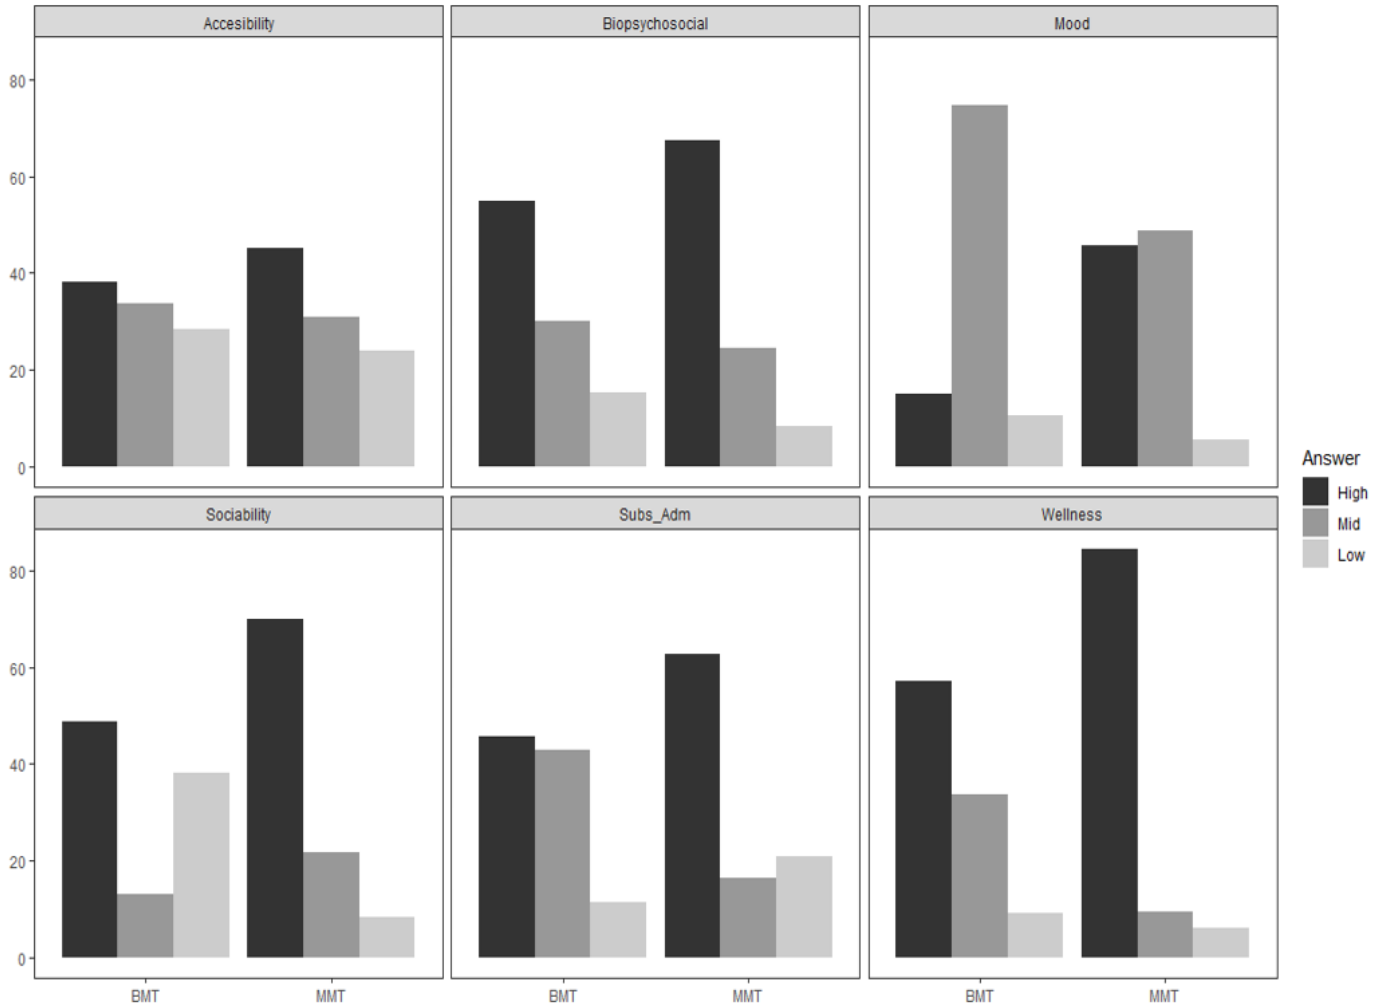 Accesibility
Biopsychosocial
Mood
80
60
40
20
0
Sociability
Subs_Adm
Wellness
80
60
40
20
0
BMT
MMT
BMT
MMT
BMT
MMT
Answer
High
Mid
Low